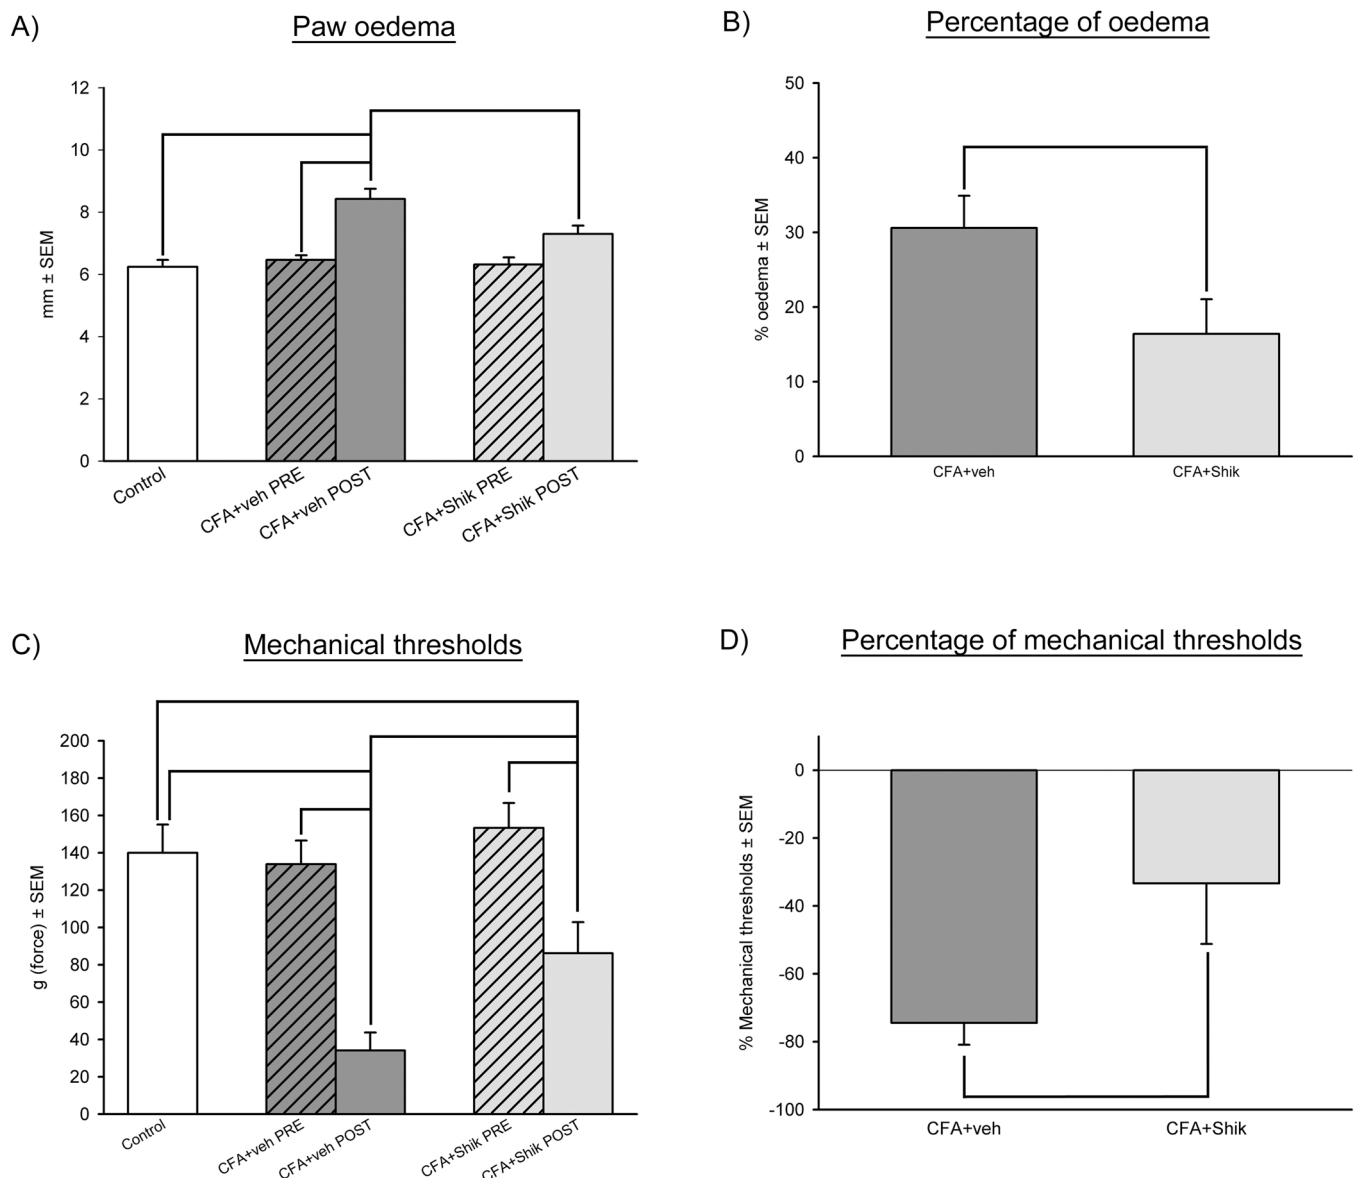 A)
Paw oedema
12
10
8
6
4
2
0
mm ± SEM
Control
CFA+veh PRE
CFA+veh POST
CFA+Shik PRE
CFA+Shik POST
B)
Percentage of oedema
50
40
30
20
10
0
% oedema ± SEM
CFA+veh
CFA+Shik
C)
Mechanical thresholds
200
180
160
140
120
100
80
60
40
20
0
g (force) ± SEM
Control
CFA+veh PRE
CFA+veh POST
CFA+Shik PRE
CFA+Shik POST
D)
Percentage of mechanical thresholds
0
-20
-40
-60
-80
-100
% Mechanical thresholds ± SEM
CFA+veh
CFA+Shik